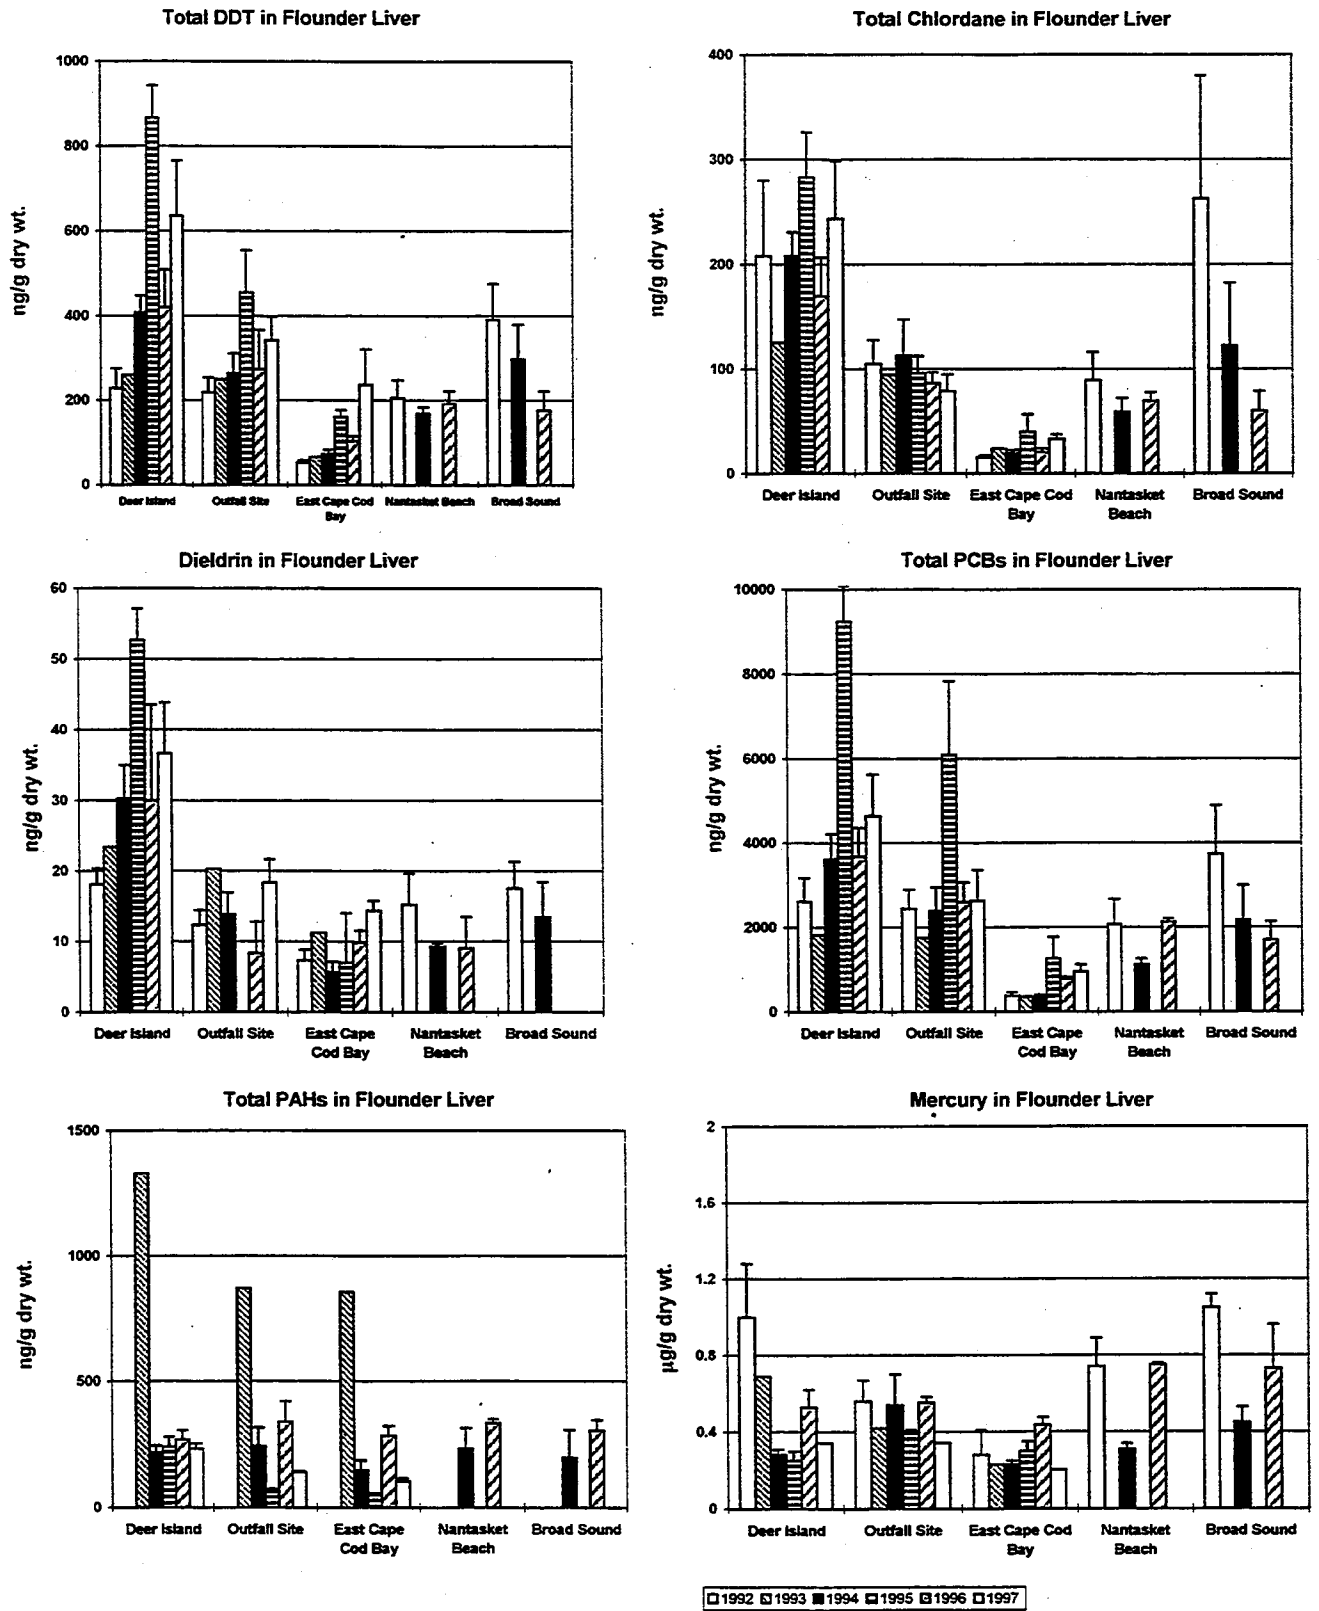 Total DDT in Flounder Liver
1000
800
600
400
200
0
ng/g dry wt.
Deer Island Outfall Site East Cape Cod Nantasket Beach Broad Sound
Bay
Total Chlordane in Flounder Liver
400
300
200
100
0
ng/g dry wt.
Deer Island Outfall Site East Cape Cod Nantasket Broad Sound
Bay Beach
Dieldrin in Flounder Liver
60
50
40
30
20
10
0
ng/g dry wt.
Deer Island Outfall Site East Cape Nantasket Broad Sound
Cod Bay Beach
Total PCBs in Flounder Liver
10000
8000
6000
4000
2000
0
ng/g dry wt.
Deer Island Outfall Site East Cape Nantasket Broad Sound
Cod Bay Beach
Total PAHs in Flounder Liver
1500
1000
500
0
ng/g dry wt.
Deer Island Outfall Site East Cape Nantasket Broad Sound
Cod Bay Beach
Mercury in Flounder Liver
2
1.6
1.2
0.8
0.4
0
µg/g dry wt.
Deer Island Outfall Site East Cape Cod Nantasket Broad Sound
Bay Beach
1992 1993 1994 1995 1996 1997